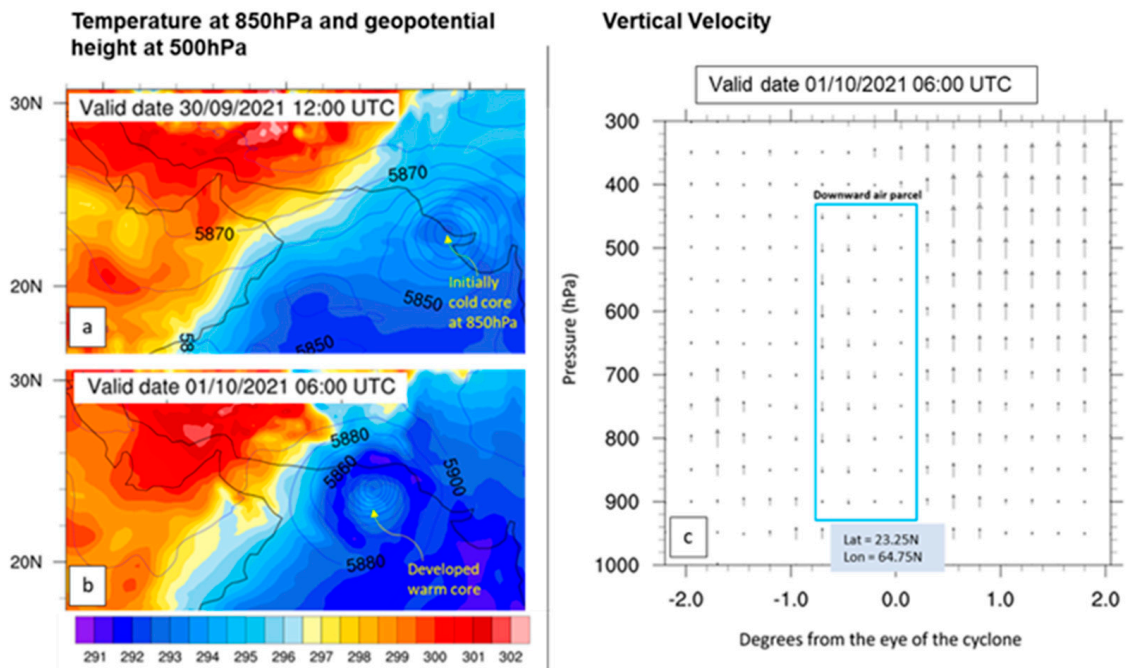 Temperature at 850hPa and geopotential
height at 500hPa
Valid date 30/09/2021 12:00 UTC
30N
20N
5870
5870
5850
5850
58
Initially
cold core
at 850hPa
a
Valid date 01/10/2021 06:00 UTC
30N
20N
5880
5860
5900
5880
Developed
warm core
b
291 292 293 294 295 296 297 298 299 300 301 302
Vertical Velocity
Valid date 01/10/2021 06:00 UTC
Pressure (hPa)
300
400
500
600
700
800
900
1000
Downward air parcel
c
Lat = 23.25N
Lon = 64.75N
-2.0 -1.0 0.0 1.0 2.0
Degrees from the eye of the cyclone